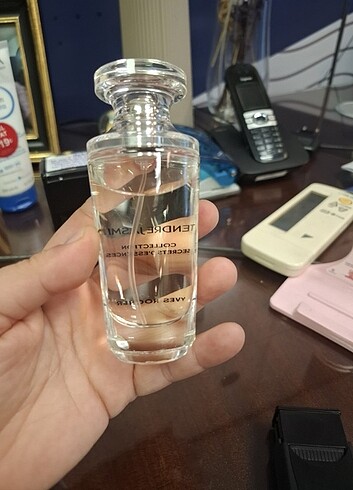 TENDRE JASMIN
COLLECTION
SECRETS D'ESSENCES
YVES ROCHER